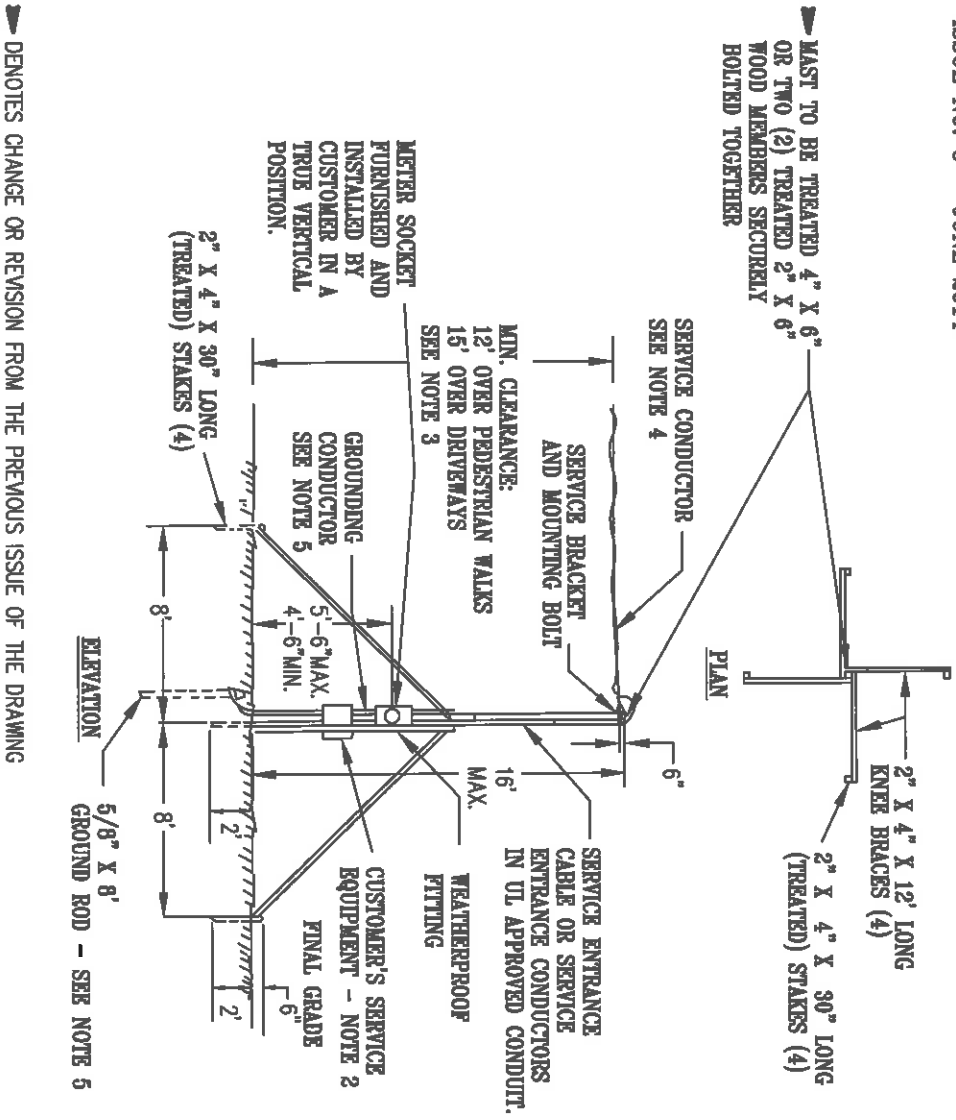 MAST TO BE TREATED 4" X 6"
OR TWO (2) TREATED 2" X 6"
WOOD MEMBERS SECURELY
BOLTED TOGETHER
2" X 4" X 12' LONG
KNEE BRACES (4)
2" X 4" X 30" LONG
(TREATED) STAKES (4)
PLAN
SERVICE CONDUCTOR
SEE NOTE 4
SERVICE BRACKET
AND MOUNTING BOLT
6"
MIN. CLEARANCE:
12' OVER PEDESTRIAN WALKS
15' OVER DRIVEWAYS
SEE NOTE 3
SERVICE ENTRANCE
CABLE OR SERVICE
ENTRANCE CONDUCTORS
IN UL APPROVED CONDUIT.
16'
MAX.
METER SOCKET
FURNISHED AND
INSTALLED BY
CUSTOMER IN A
TRUE VERTICAL
POSITION.
GROUNDING
CONDUCTOR
SEE NOTE 5
5'-6"MAX.
4'-6"MIN.
WEATHERPROOF
FITTING
CUSTOMER'S SERVICE
EQUIPMENT - NOTE 2
FINAL GRADE
2" X 4" X 30" LONG
(TREATED) STAKES (4)
8'
8'
2'
6"
2'
ELEVATION
5/8" X 8'
GROUND ROD - SEE NOTE 5
DENOTES CHANGE OR REVISION FROM THE PREVIOUS ISSUE OF THE DRAWING